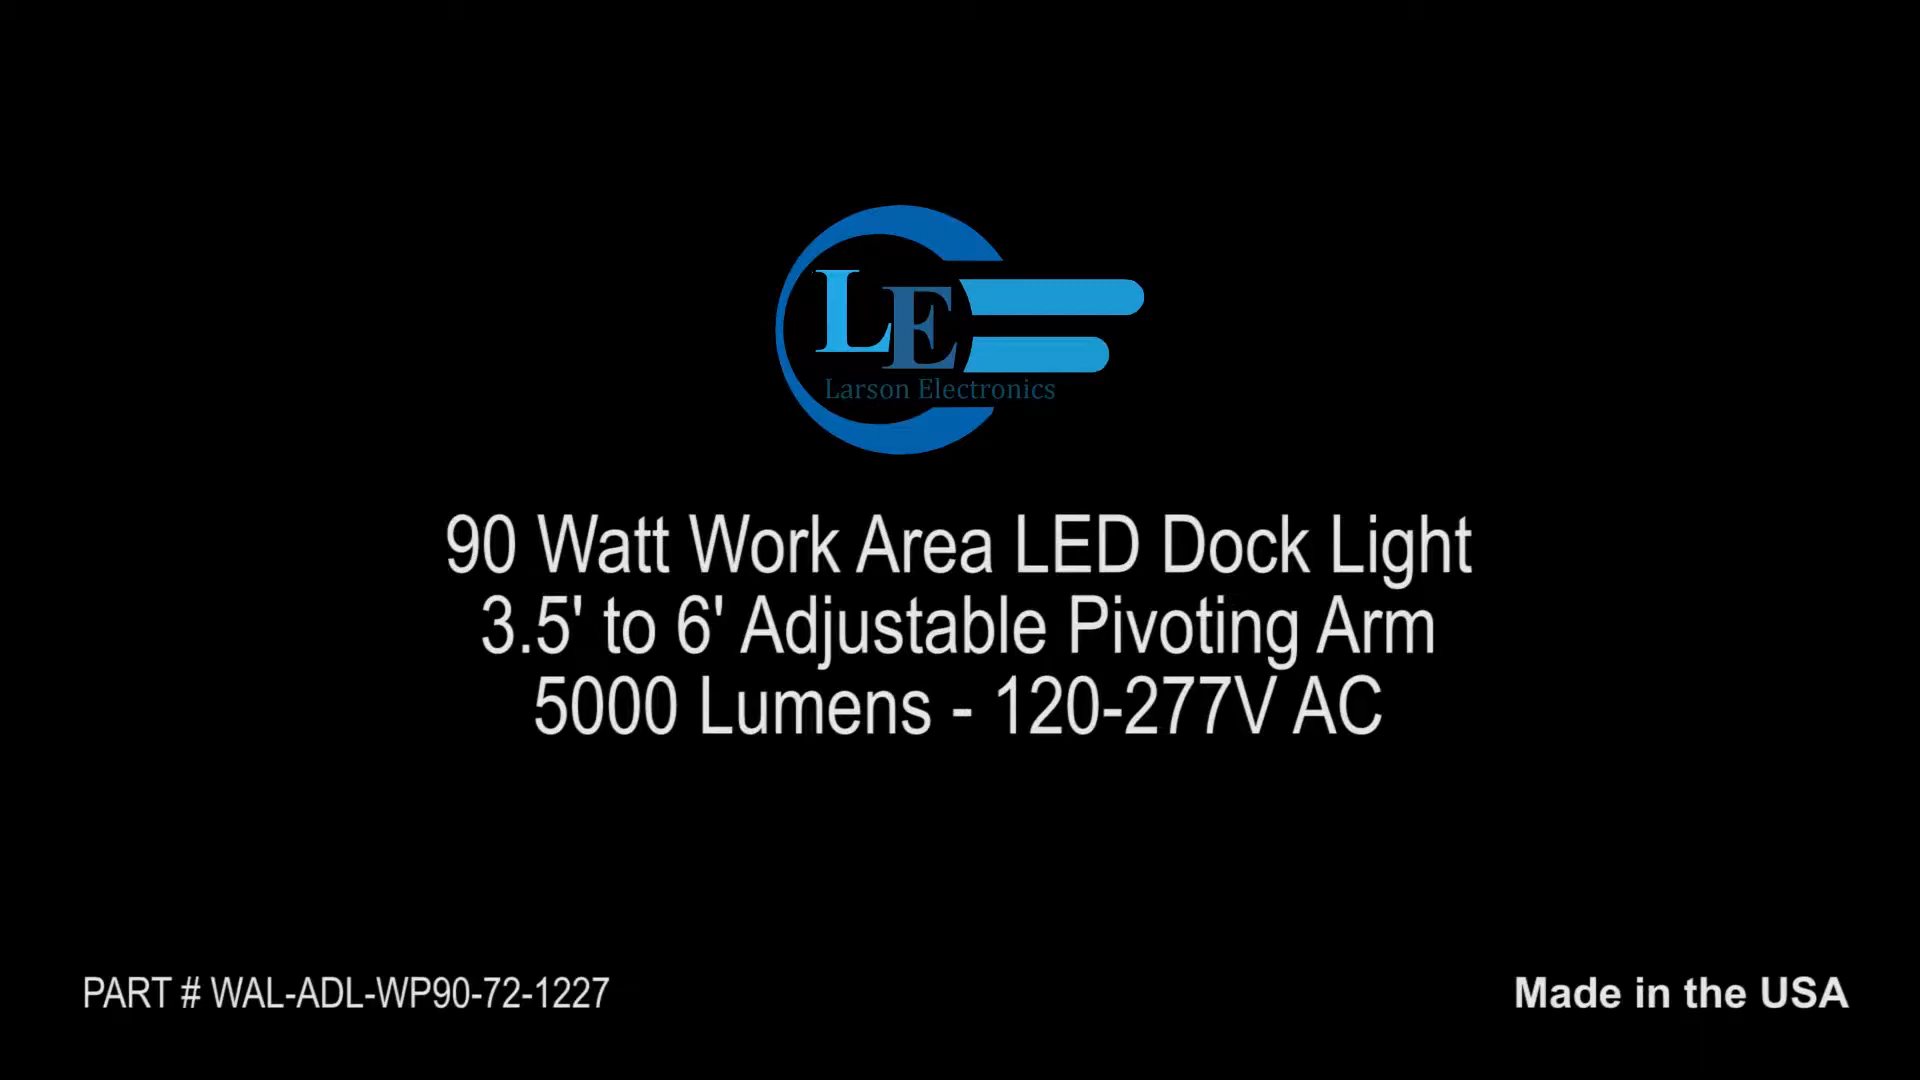 LE
Larson Electronics
90 Watt Work Area LED Dock Light
3.5' to 6' Adjustable Pivoting Arm
5000 Lumens - 120-277V AC
PART # WAL-ADL-WP90-72-1227
Made in the USA